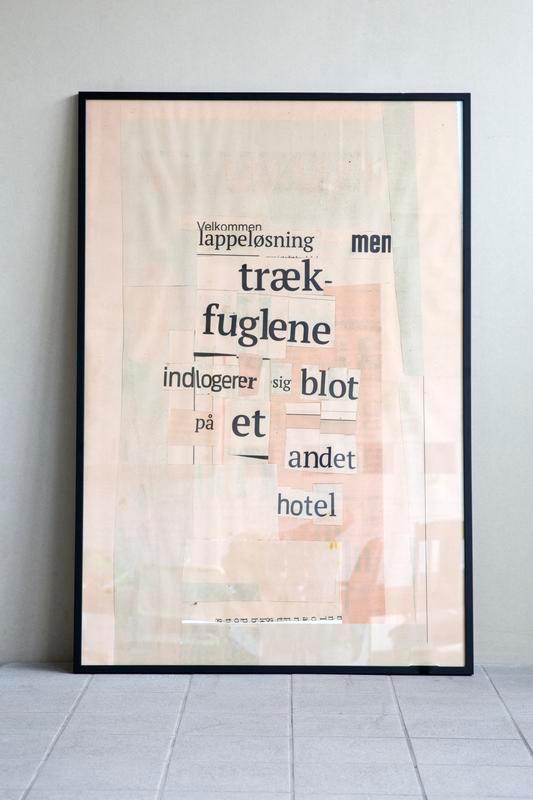 Velkommen
lappeløsning men
træk-
fuglene
indlogerer sig blot
på et
andet
hotel